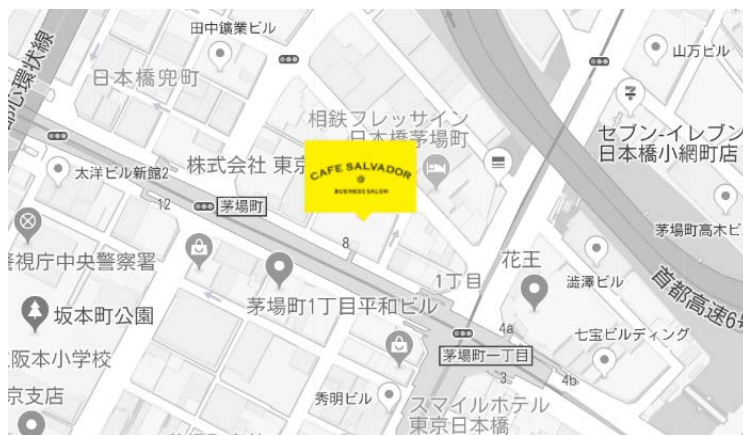 田中鑛業ビル
山万ビル
都心環状線
日本橋兜町
相鉄フレッサイン
日本橋茅場町
セブン-イレブン
日本橋小網町店
太洋ビル新館2
株式会社 東京
CAFE SALVADOR
@
BUSINESS SALON
12
茅場町
8
茅場町高木ビ
警視庁中央警察署
1丁目
花王
澁澤ビル
首都高速6号
坂本町公園
茅場町1丁目平和ビル
4a
七宝ビルディング
阪本小学校
茅場町一丁目
3
4b
京支店
秀明ビル
スマイルホテル
東京日本橋